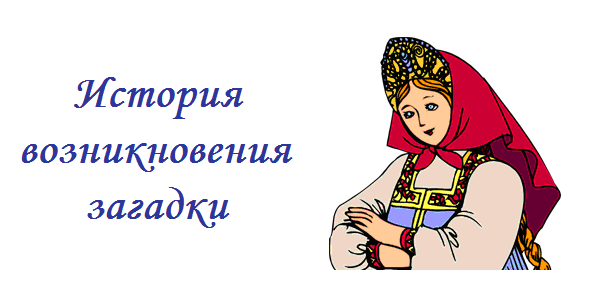 История
возникновения
загадки